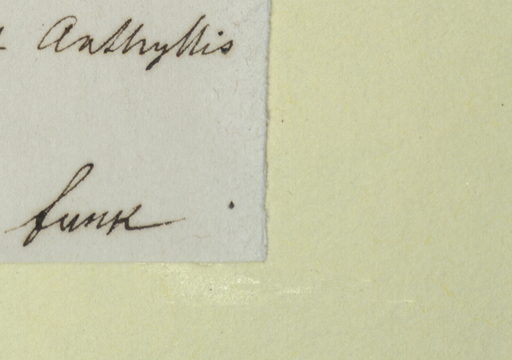 Anthyllis
funk .